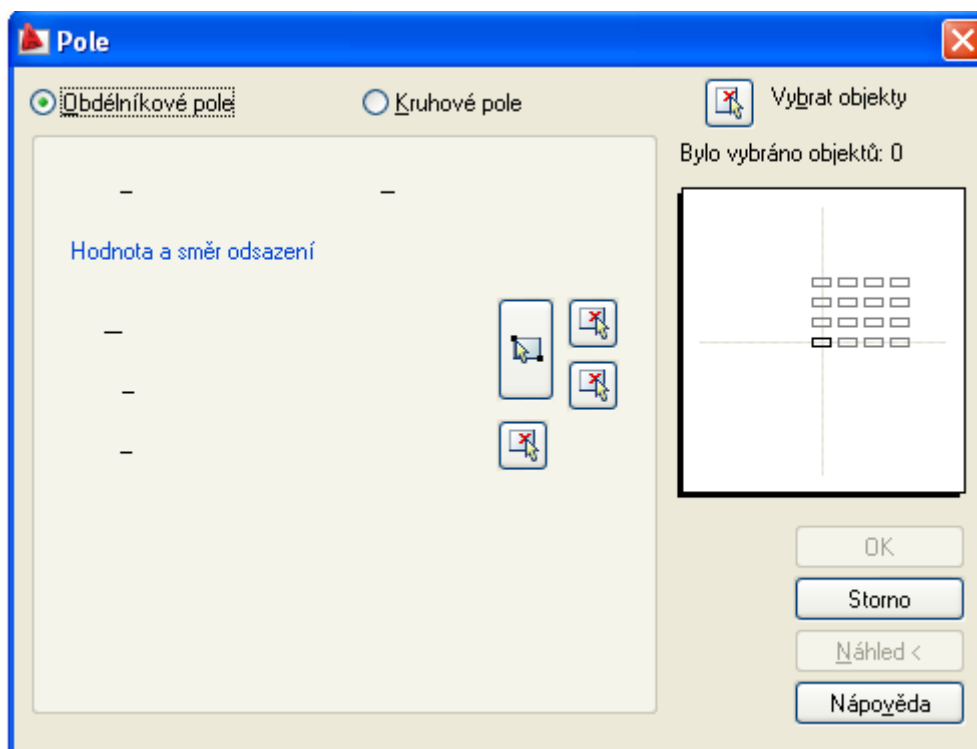 Pole
Obdélníkové pole
Kruhové pole
Vybrat objekty
Bylo vybráno objektů: 0
Hodnota a směr odsazení
OK
Storno
Náhled <
Nápověda